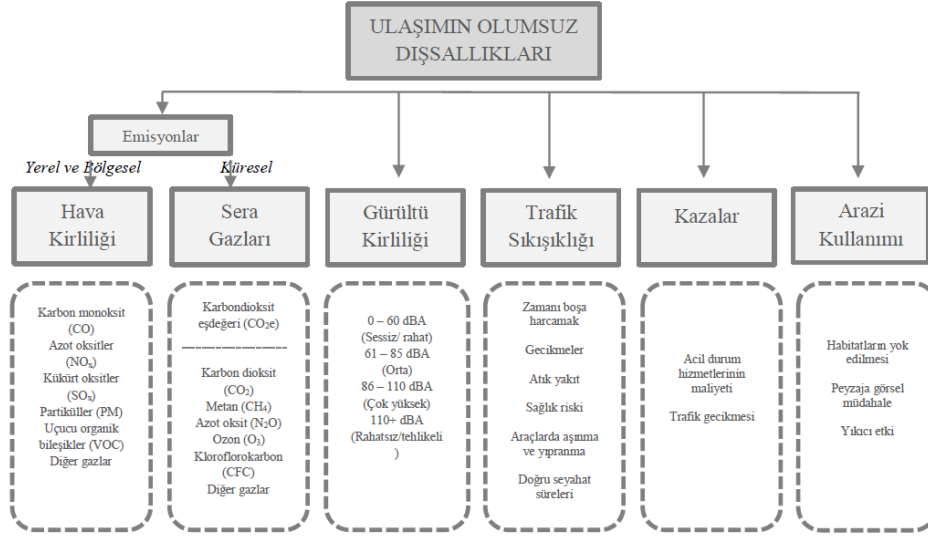 ULAŞIMIN OLUMSUZ
DIŞSALLIKLARI
Emisyonlar
Yerel ve Bölgesel
Küresel
Hava
Kirliliği
Sera
Gazları
Gürültü
Kirliliği
Trafik
Sıkışıklığı
Kazalar
Arazi
Kullanımı
Karbon monoksit
(CO)
Azot oksitler
(NOₓ)
Kükürt oksitler
(SOₓ)
Partiküller (PM)
Uçucu organik
bileşikler (VOC)
Diğer gazlar
Karbondioksit
eşdeğeri (CO₂e)
Karbon dioksit
(CO₂)
Metan (CH₄)
Azot oksit (N₂O)
Ozon (O₃)
Kloroflorokarbon
(CFC)
Diğer gazlar
0 – 60 dBA
(Sessiz/ rahat)
61 – 85 dBA
(Orta)
86 – 110 dBA
(Çok yüksek)
110+ dBA
(Rahatsız/tehlikeli
)
Zamanı boşa
harcamak
Gecikmeler
Atık yakıt
Sağlık riski
Araçlarda aşınma
ve yıpranma
Doğru seyahat
süreleri
Acil durum
hizmetlerinin
maliyeti
Trafik gecikmesi
Habitatların yok
edilmesi
Peyzaja görsel
müdahale
Yıkıcı etki